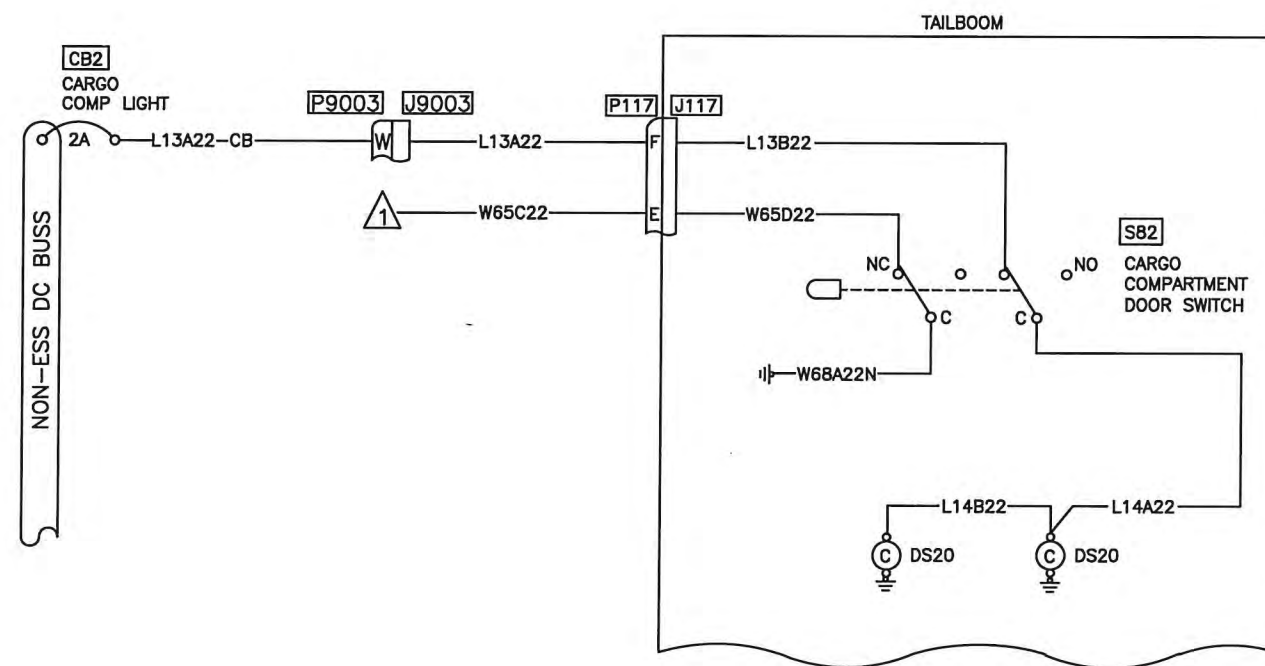 TAILBOOM
CB2
CARGO
COMP LIGHT
2A
L13A22-CB
P9003
J9003
W
L13A22
P117
J117
F
L13B22
1
W65C22
E
W65D22
NON-ESS DC BUSS
NC
NO
C
C
S82
CARGO
COMPARTMENT
DOOR SWITCH
W68A22N
L14B22
L14A22
C
DS20
C
DS20